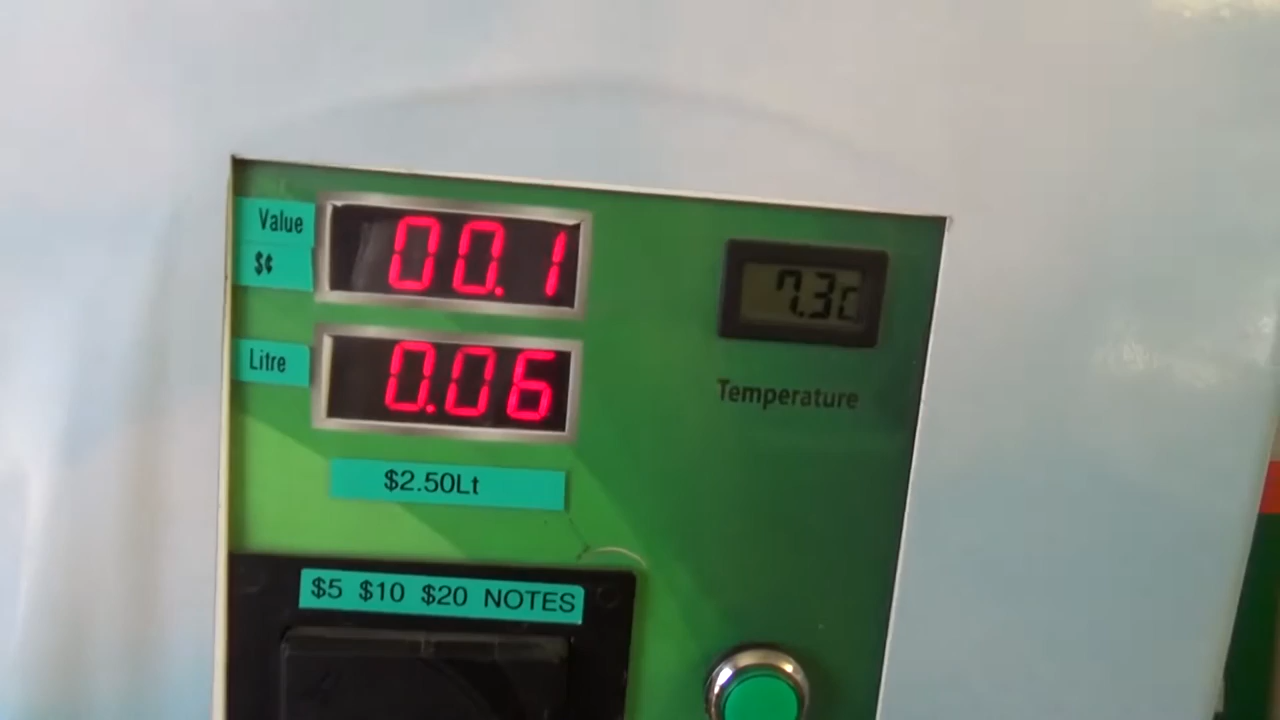 Value
$¢
00.1
7.3c
Litre
0.06
Temperature
$2.50Lt
$5 $10 $20 NOTES